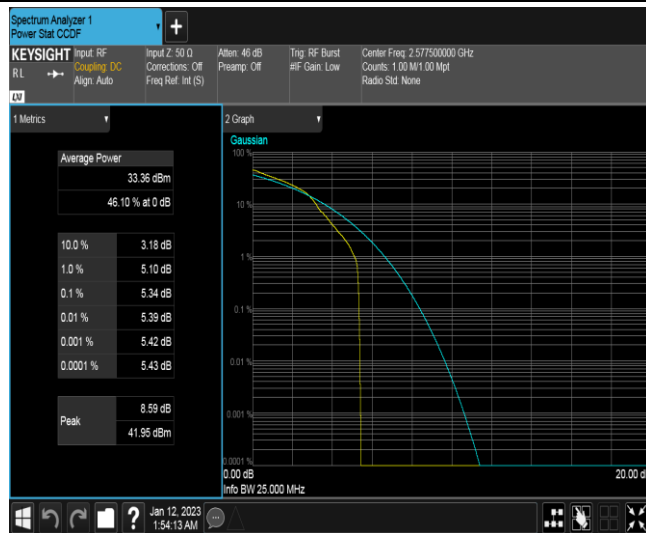 Spectrum Analyzer 1
Power Stat CCDF
KEYSIGHT
RL
LXI
Input: RF
Coupling: DC
Align: Auto
Input Z: 50 Ω
Corrections: Off
Freq Ref: Int (S)
Atten: 46 dB
Preamp: Off
Trig: RF Burst
#IF Gain: Low
Center Freq: 2.577500000 GHz
Counts: 1.00 M/1.00 Mpt
Radio Std: None
1 Metrics
Average Power
33.36 dBm
46.10 % at 0 dB
10.0 % 3.18 dB
1.0 % 5.10 dB
0.1 % 5.34 dB
0.01 % 5.39 dB
0.001 % 5.42 dB
0.0001 % 5.43 dB
Peak
8.59 dB
41.95 dBm
2 Graph
Gaussian
100 %
10 %
1 %
0.1 %
0.01 %
0.001 %
0.0001 %
0.00 dB
20.00 d
Info BW 25.000 MHz
?
Jan 12, 2023
1:54:13 AM